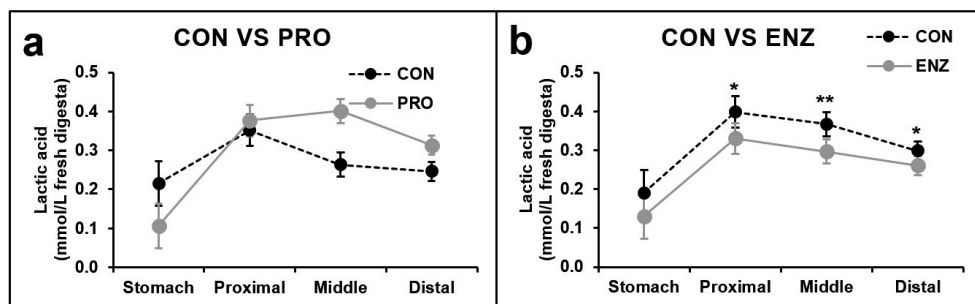 a
CON VS PRO
CON
PRO
Lactic acid
(mmol/L fresh digesta)
0.5
0.4
0.3
0.2
0.1
0.0
Stomach Proximal Middle Distal
b
CON VS ENZ
CON
ENZ
Lactic acid
(mmol/L fresh digesta)
0.5
0.4
0.3
0.2
0.1
0.0
*
**
*
Stomach Proximal Middle Distal